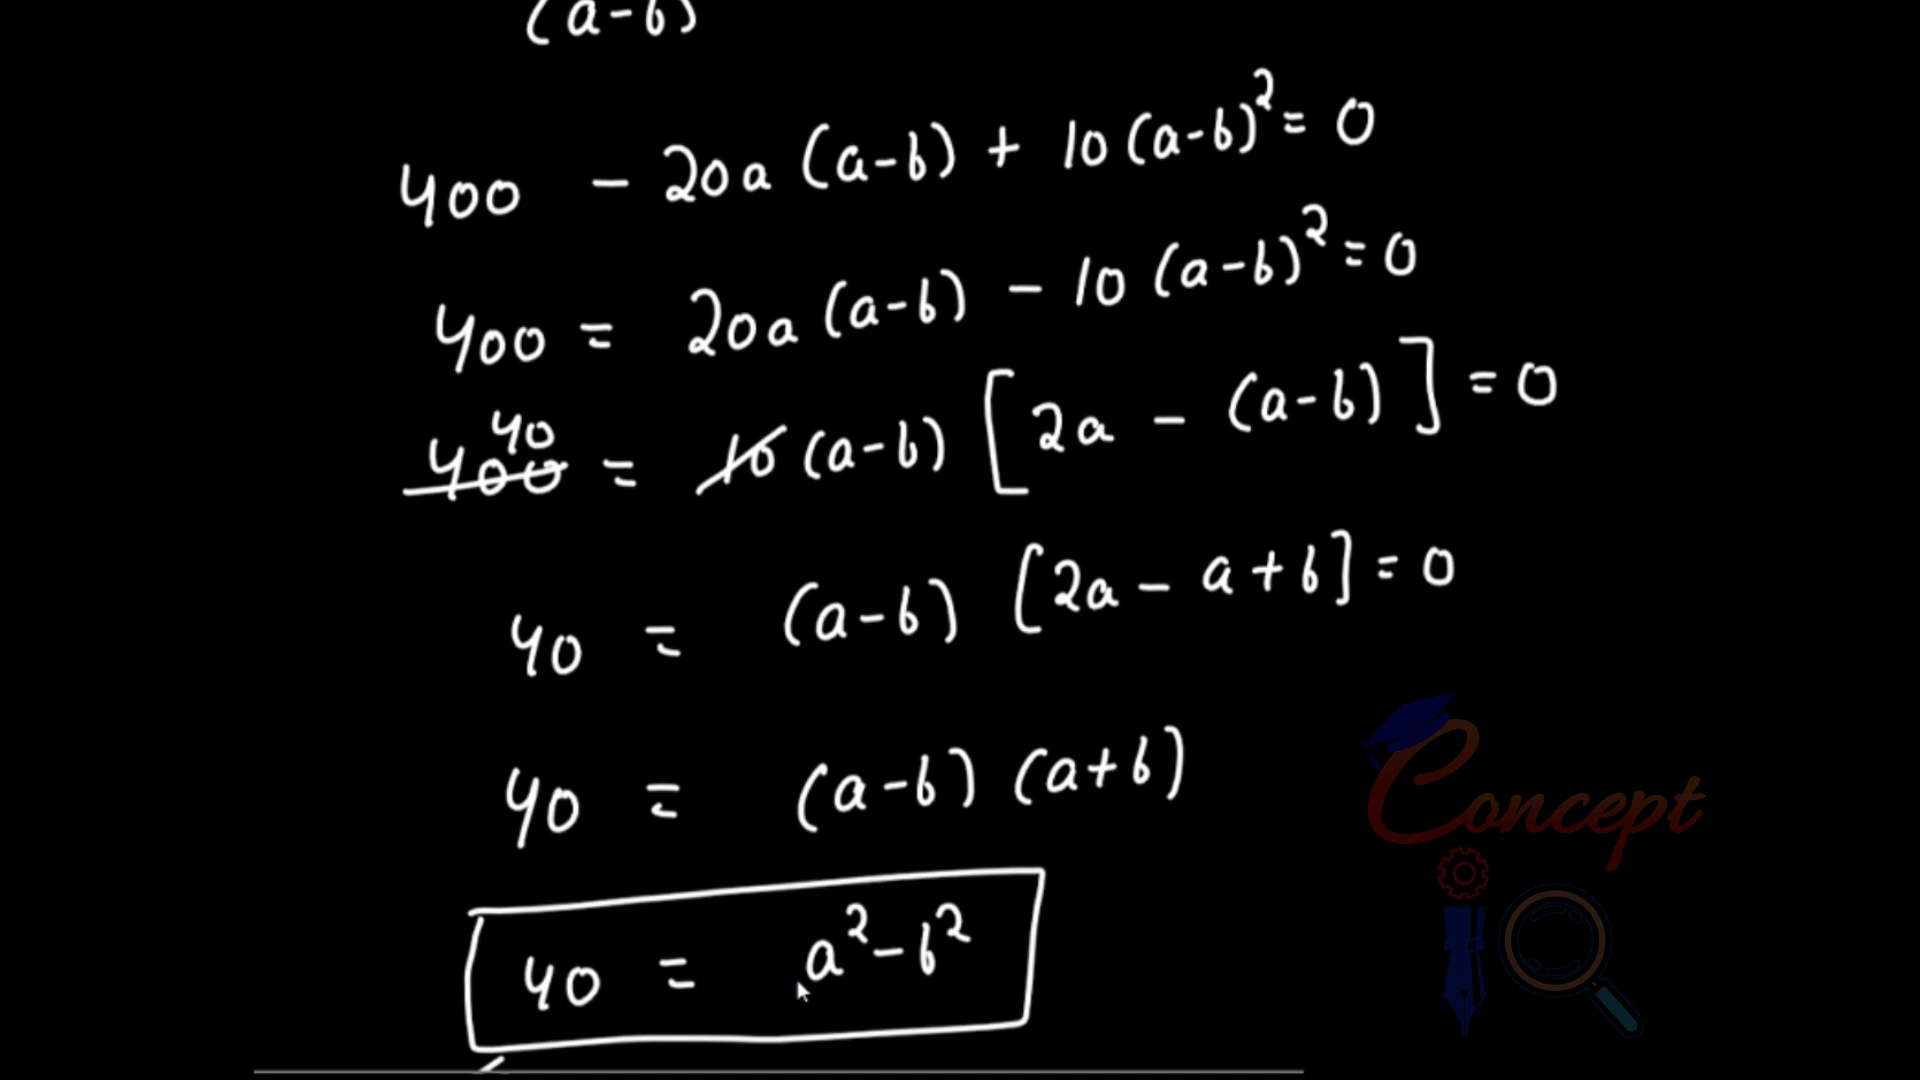 (a-b)
400 - 20a (a-b) + 10 (a-b)² = 0
400 = 20a (a-b) - 10 (a-b)² = 0
40
400 = 10 (a-b) [2a - (a-b)] = 0
40 = (a-b) [2a - a+b] = 0
40 = (a-b) (a+b)
40 = a² - b²
Concept